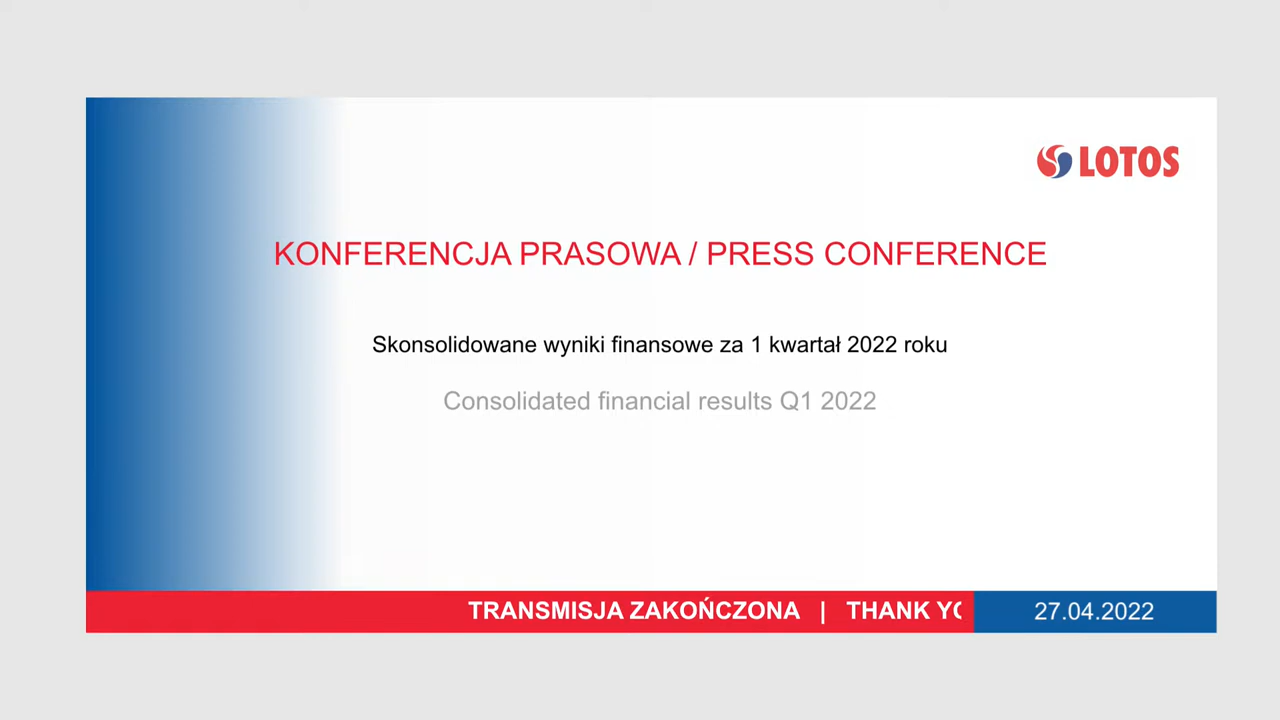 LOTOS
KONFERENCJA PRASOWA / PRESS CONFERENCE
Skonsolidowane wyniki finansowe za 1 kwartał 2022 roku
Consolidated financial results Q1 2022
TRANSMISJA ZAKOŃCZONA | THANK
27.04.2022